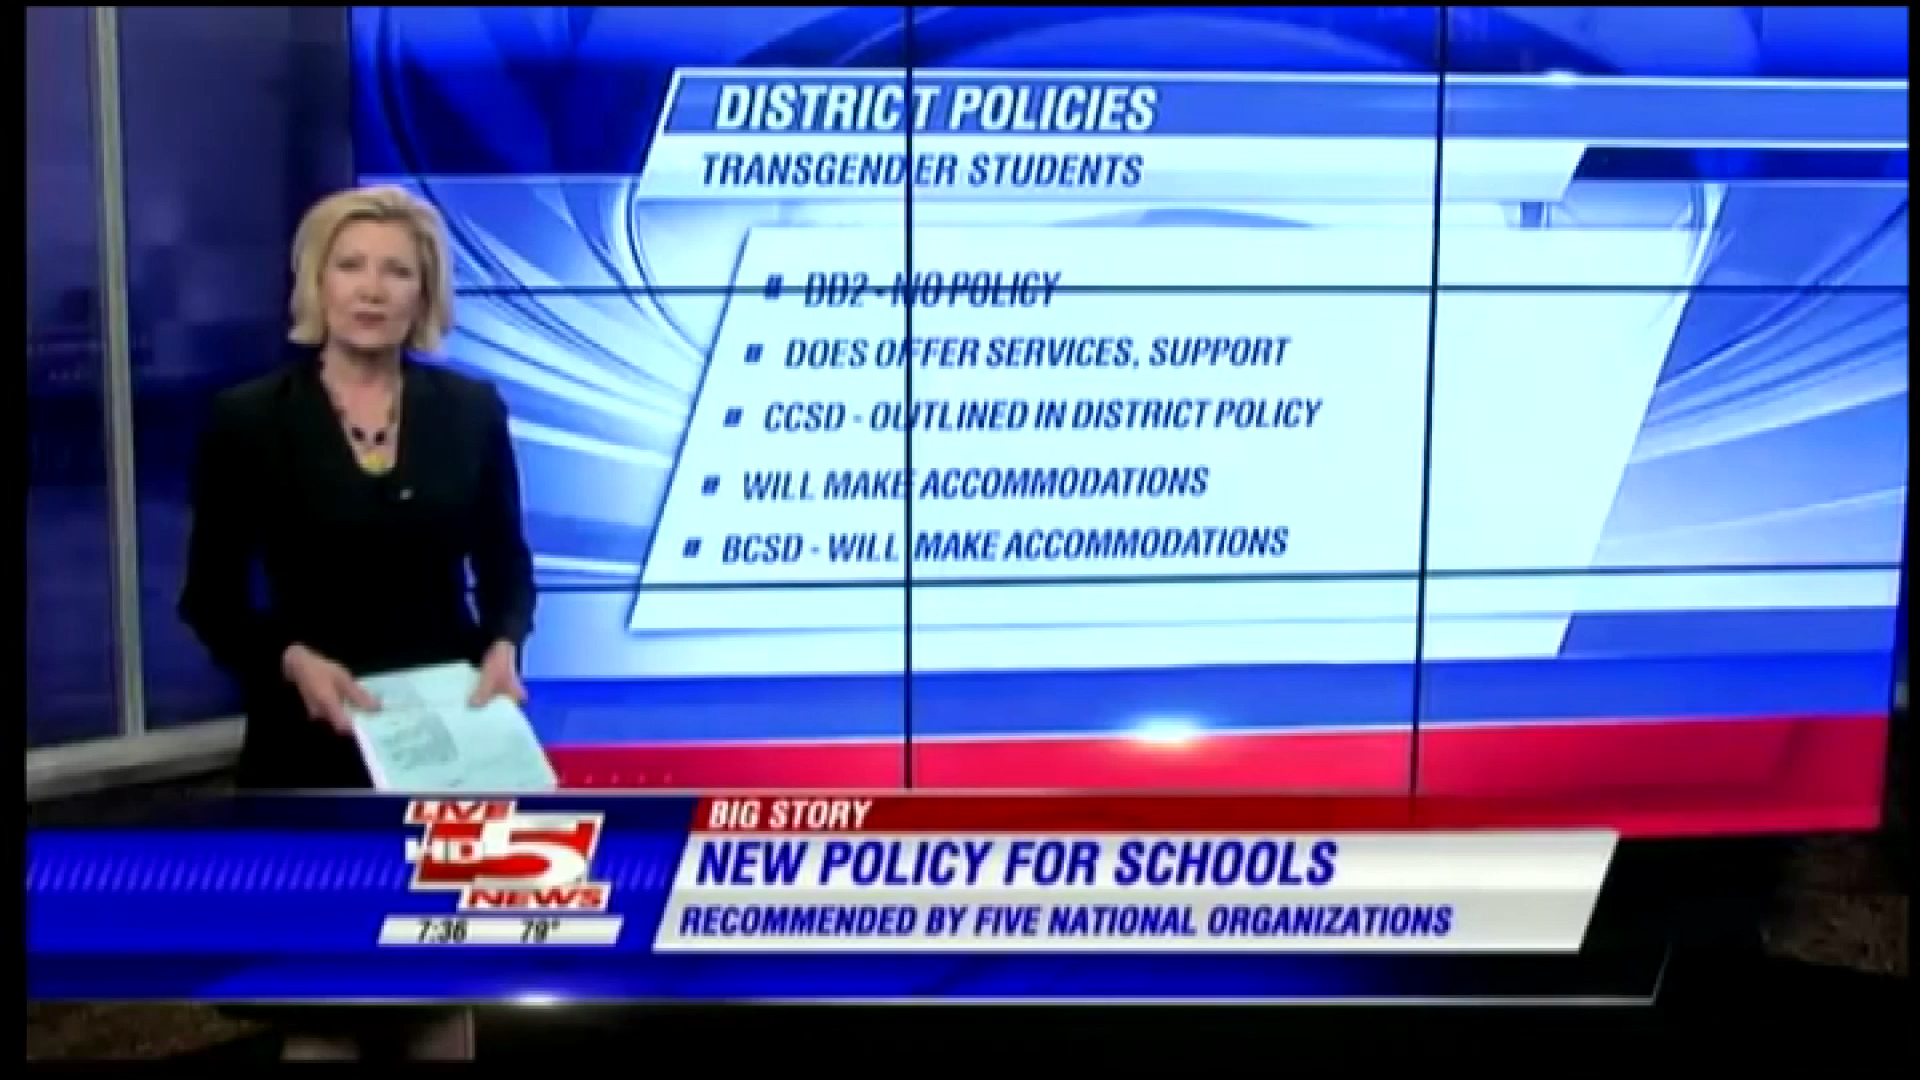 DISTRICT POLICIES
TRANSGENDER STUDENTS
DD2 - NO POLICY
DOES OFFER SERVICES, SUPPORT
CCSD - OUTLINED IN DISTRICT POLICY
WILL MAKE ACCOMMODATIONS
BCSD - WILL MAKE ACCOMMODATIONS
LIVE
HD 5
NEWS
7:36 79°
BIG STORY
NEW POLICY FOR SCHOOLS
RECOMMENDED BY FIVE NATIONAL ORGANIZATIONS